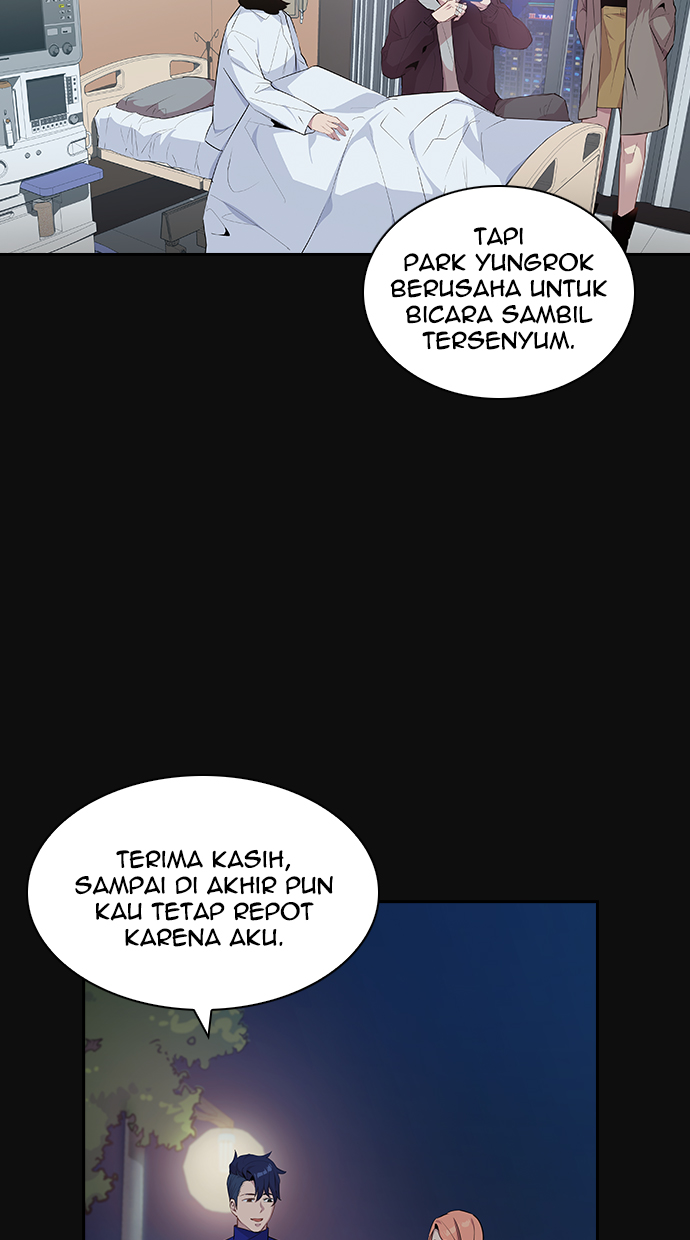 TAPI
PARK YUNGROK
BERUSAHA UNTUK
BICARA SAMBIL
TERSENYUM.
TERIMA KASIH,
SAMPAI DI AKHIR PUN
KAU TETAP REPOT
KARENA AKU.